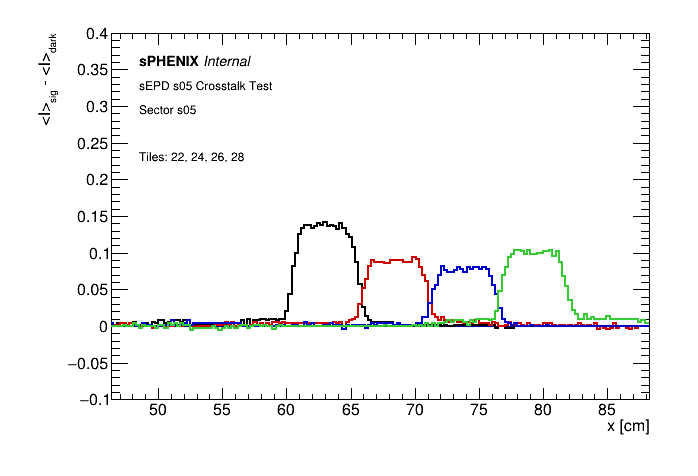 <I>sig - <I>dark
0.4
0.35
0.3
0.25
0.2
0.15
0.1
0.05
0
−0.05
−0.1
sPHENIX Internal
sEPD s05 Crosstalk Test
Sector s05
Tiles: 22, 24, 26, 28
50 55 60 65 70 75 80 85
x [cm]